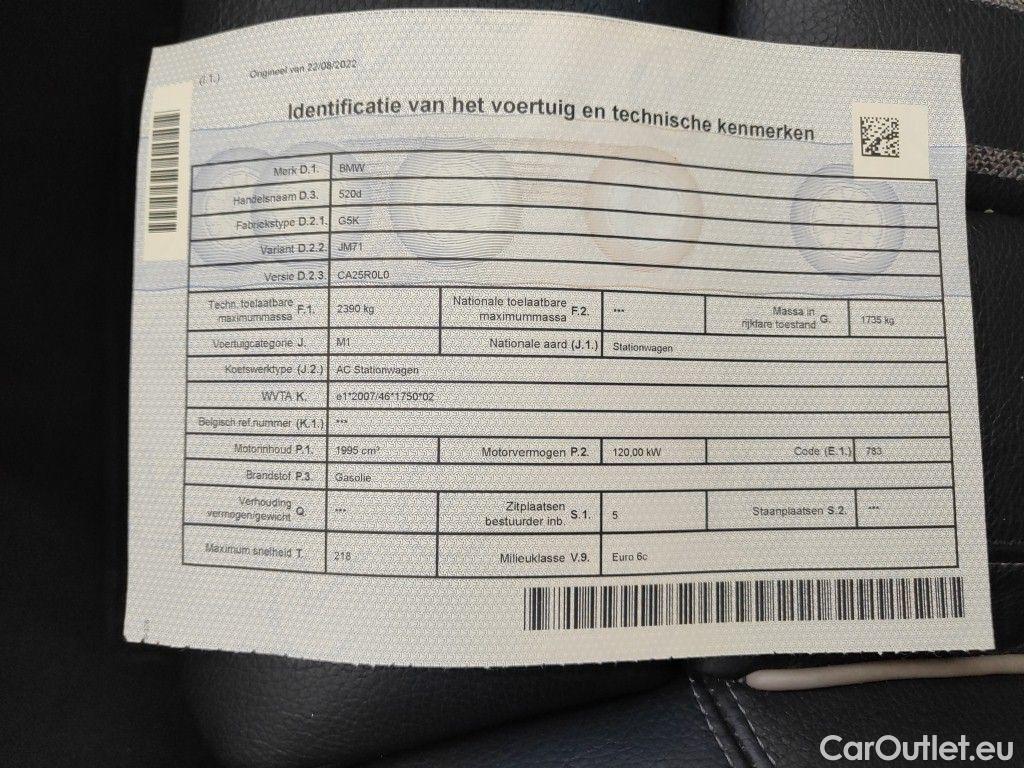 (I.1.) Origineel van 22/08/2022
Identificatie van het voertuig en technische kenmerken
Merk D.1. BMW
Handelsnaam D.3. 520d
Fabriekstype D.2.1. G5K
Variant D.2.2. JM71
Versie D.2.3. CA25R0L0
Techn. toelaatbare maximummassa F.1. 2390 kg Nationale toelaatbare maximummassa F.2. *** Massa in rijklare toestand G. 1735 kg
Voertuigcategorie J. M1 Nationale aard (J.1.) Stationwagen
Koetswerktype (J.2.) AC Stationwagen
WVTA K. e1*2007/46*1750*02
Belgisch ref.nummer (K.1.) ***
Motorinhoud P.1. 1995 cm³ Motorvermogen P.2. 120,00 kW Code (E.1.) 783
Brandstof P.3. Gasolie
Verhouding vermogen/gewicht Q. *** Zitplaatsen bestuurder inb. S.1. 5 Staanplaatsen S.2. ***
Maximum snelheid T. 218 Milieuklasse V.9. Euro 6c
CarOutlet.eu